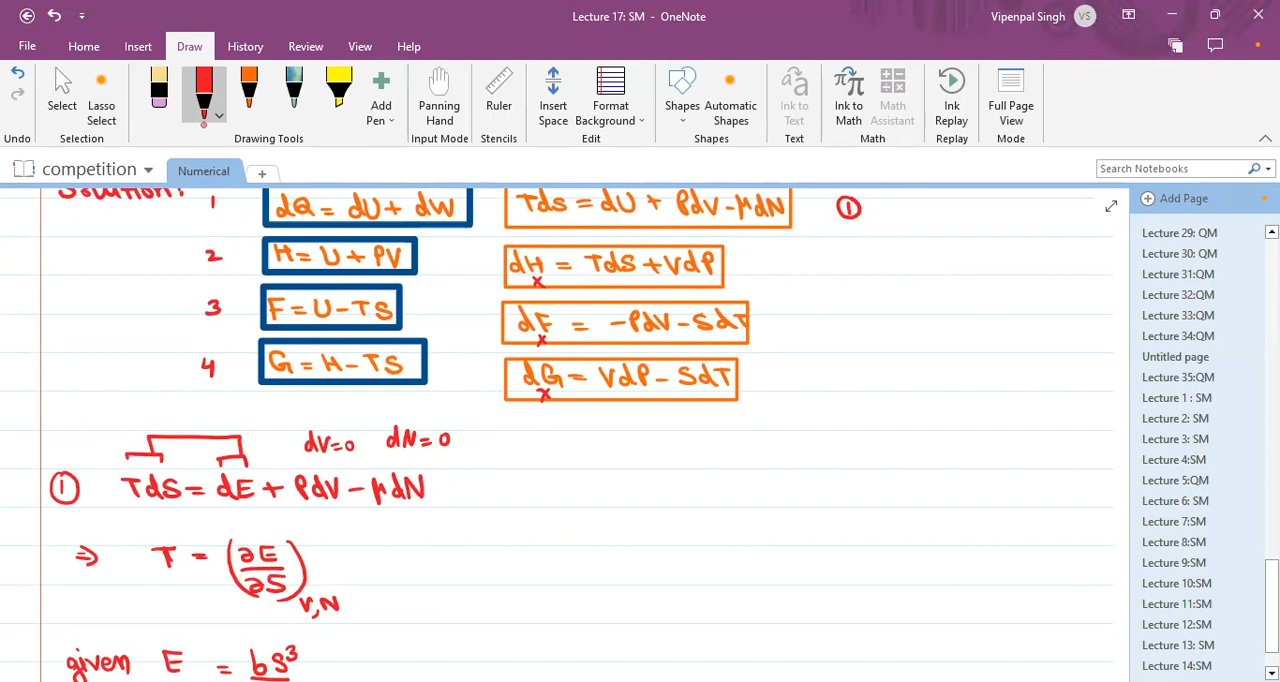 Lecture 17: SM - OneNote
Vipenpal Singh VS
File Home Insert Draw History Review View Help
Undo
Select Lasso Select
Selection
Add Pen
Drawing Tools
Panning Hand
Input Mode
Ruler
Stencils
Insert Space Format Background
Edit
Shapes Automatic Shapes
Shapes
Ink to Text
Text
Ink to Math Math Assistant
Math
Ink Replay
Replay
Full Page View
Mode
competition Numerical
Search Notebooks
Add Page
Solution:
1 dQ = dU + dW Tds = dU + PdV - μdN ①
2 H = U + PV dH = TdS + VdP
x
3 F = U - TS dF = -PdV - SdT
x
4 G = H - TS dG = VdP - SdT
x
dV=0 dN=0
① TdS = dE + PdV - μdN
⇒ T = (∂E/∂S)V,N
given E = bS³
Lecture 29: QM
Lecture 30: QM
Lecture 31:QM
Lecture 32:QM
Lecture 33:QM
Lecture 34:QM
Untitled page
Lecture 35:QM
Lecture 1 : SM
Lecture 2: SM
Lecture 3: SM
Lecture 4:SM
Lecture 5:QM
Lecture 6: SM
Lecture 7:SM
Lecture 8:SM
Lecture 9:SM
Lecture 10:SM
Lecture 11:SM
Lecture 12:SM
Lecture 13: SM
Lecture 14:SM